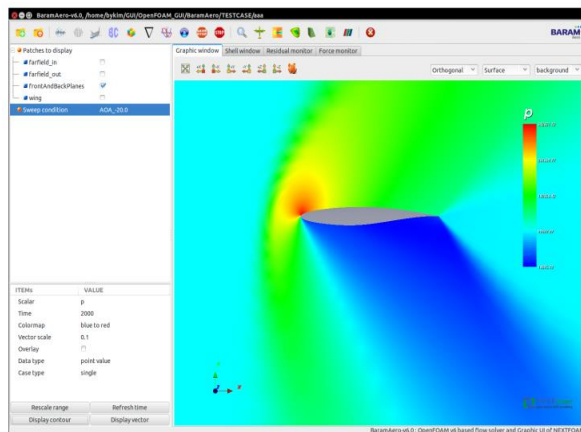 BaramAero-v6.0, /home/bykim/GUI/OpenFOAM_GUI/BaramAero/TESTCASE/aaa
BC
BARAM
Patches to display
farfield_in
farfield_out
frontAndBackPlanes
wing
Sweep condition AOA_-20.0
Graphic window Shell window Residual monitor Force monitor
Orthogonal Surface background
p
ITEMs VALUE
Scalar p
Time 2000
Colormap blue to red
Vector scale 0.1
Overlay
Data type point value
Case type single
Rescale range Refresh time
Display contour Display vector
BaramAero-v6.0: OpenFOAM v6 based flow solver and Graphic UI of NEXTFOAM